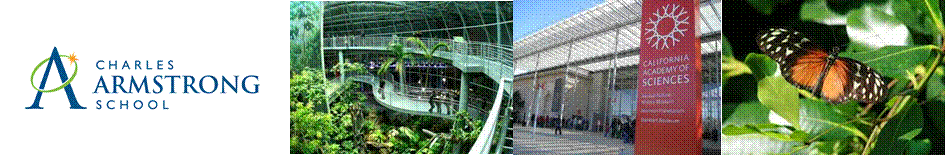 CHARLES
ARMSTRONG
SCHOOL
CALIFORNIA
ACADEMY OF
SCIENCES